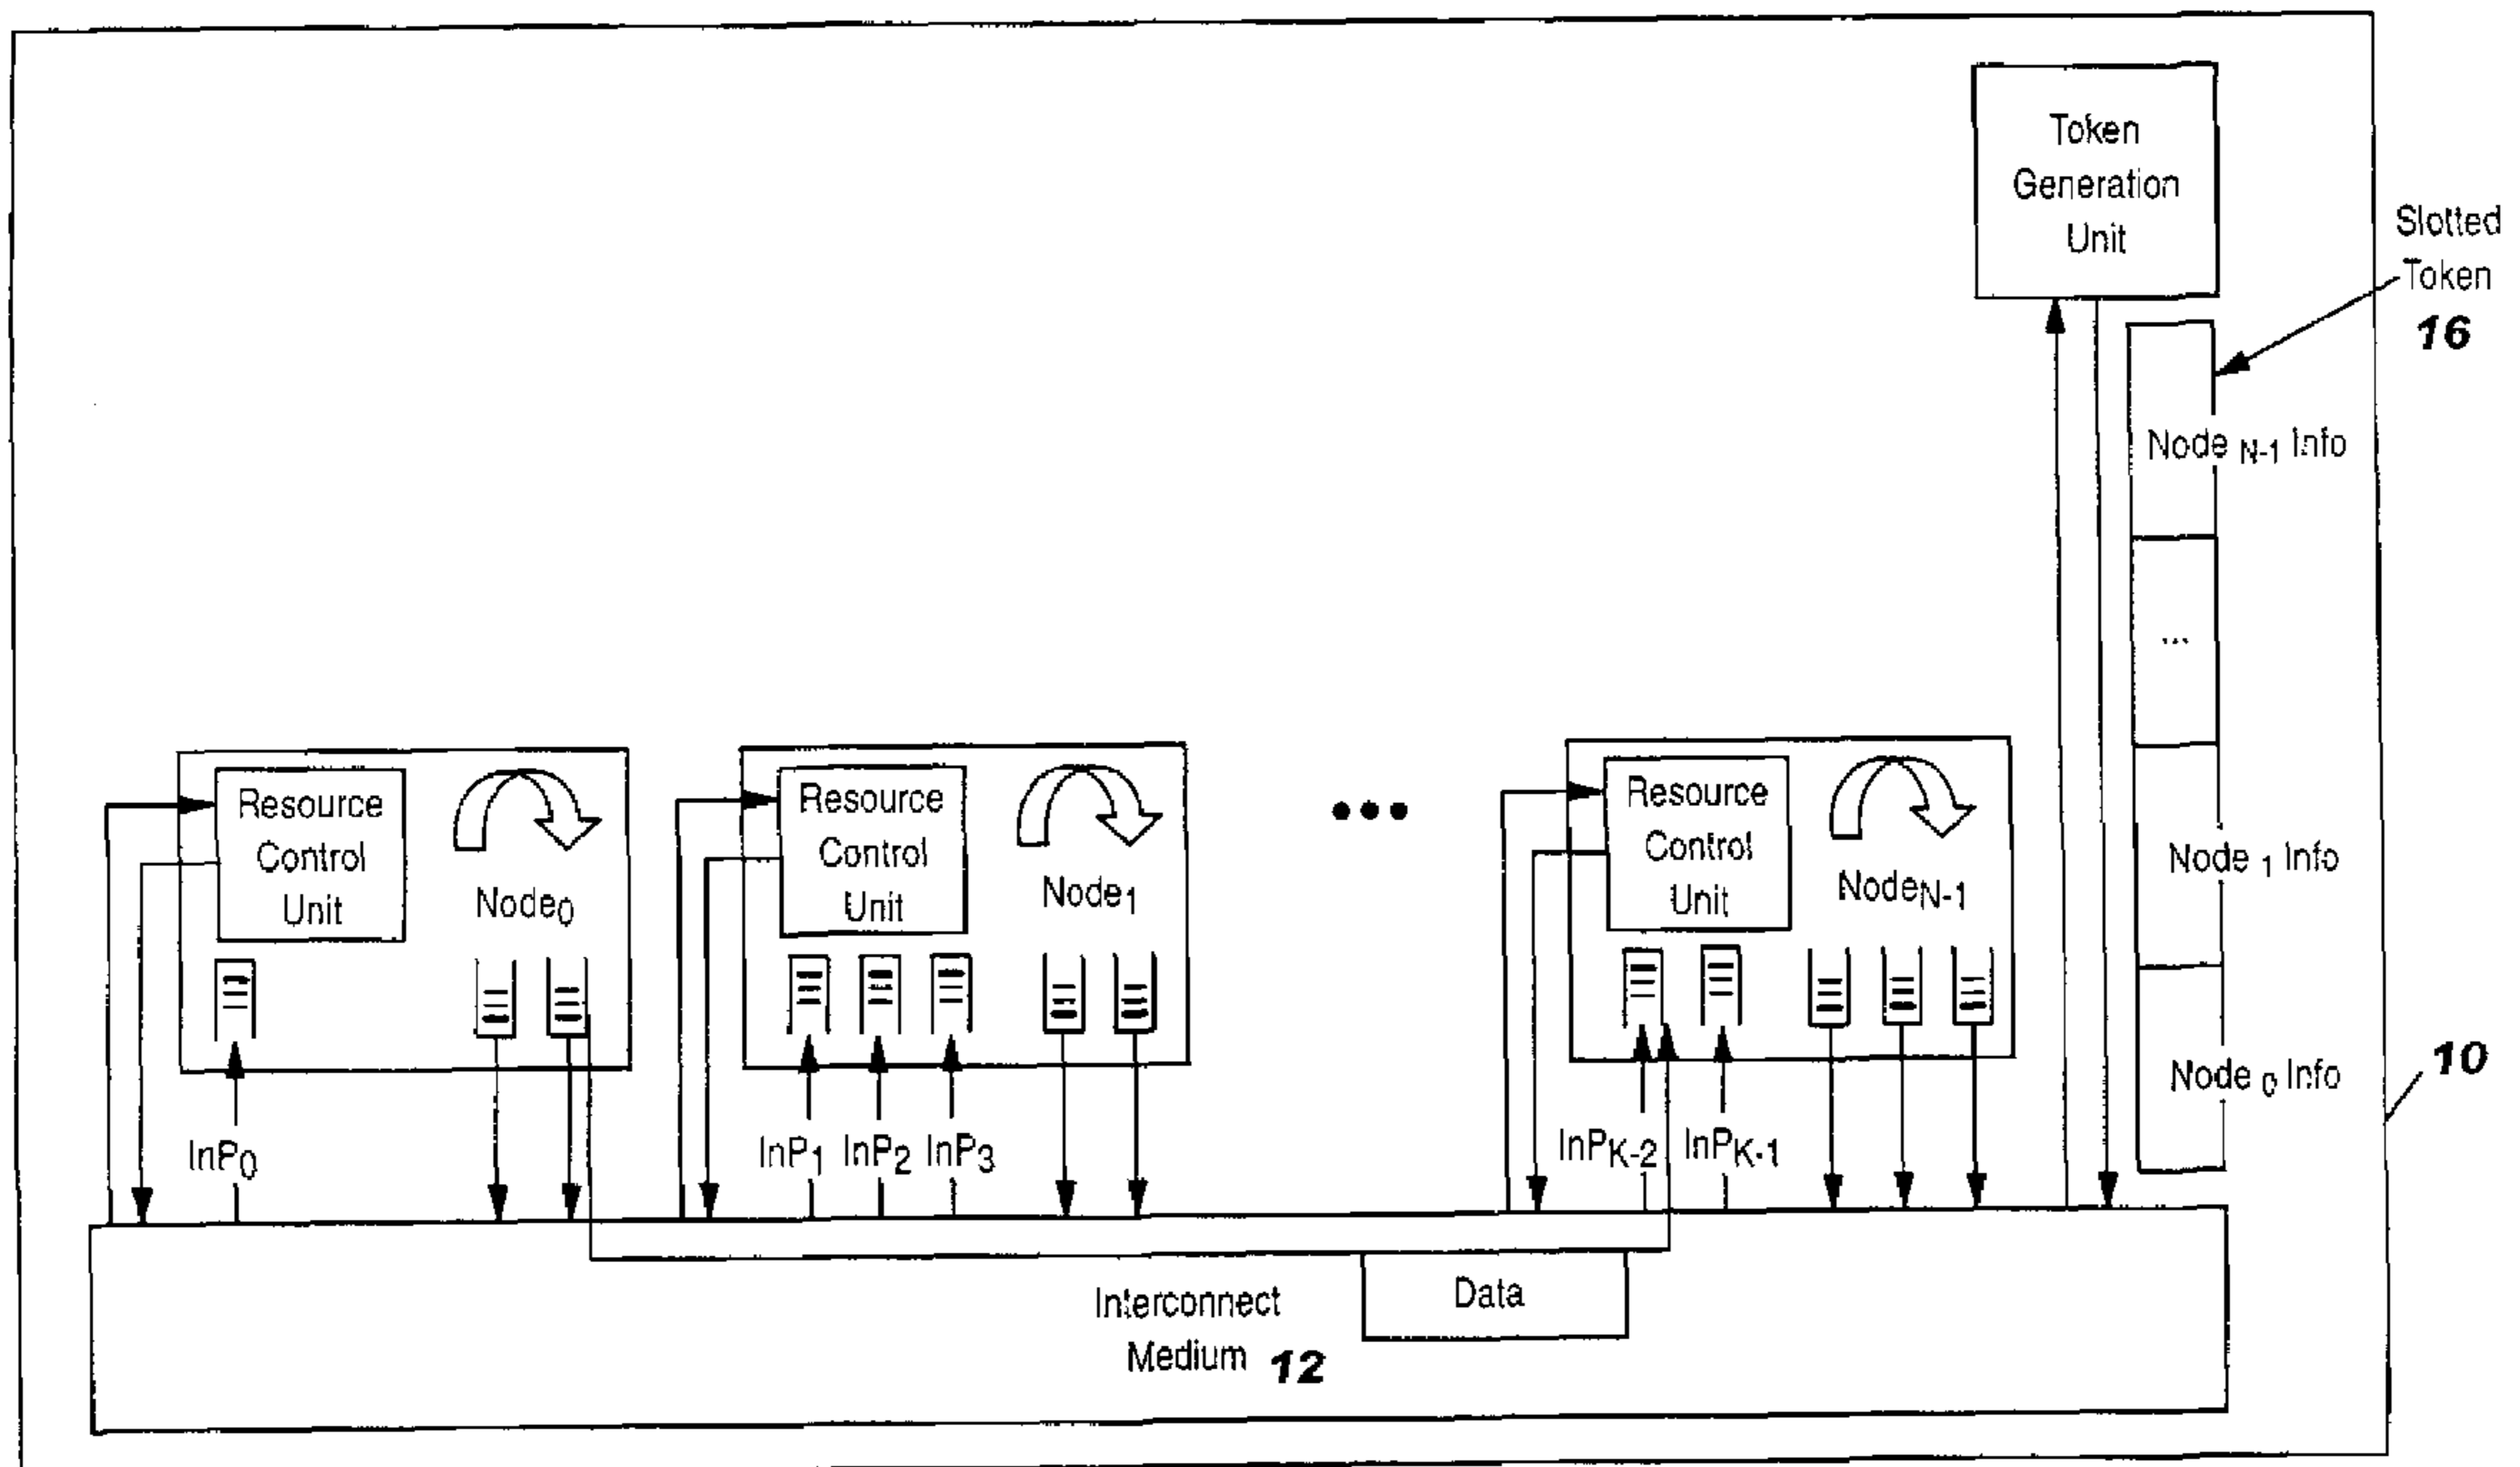 Token
Generation
Unit
Slotted
Token
16
Node N-1 Info
...
Node 1 Info
Node 0 Info
10
Resource
Control
Unit
Node0
InP0
Resource
Control
Unit
Node1
InP1 InP2 InP3
•••
Resource
Control
Unit
NodeN-1
InPK-2 InPK-1
Interconnect
Medium 12
Data